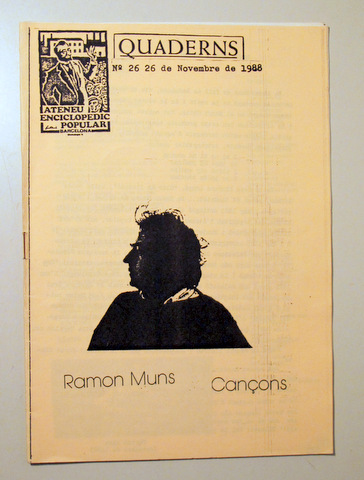 QUADERNS
Nº 26 26 de Novembre de 1988
ATENEU
ENCICLOPEDIC
POPULAR
BARCELONA
Ramon Muns Cançons